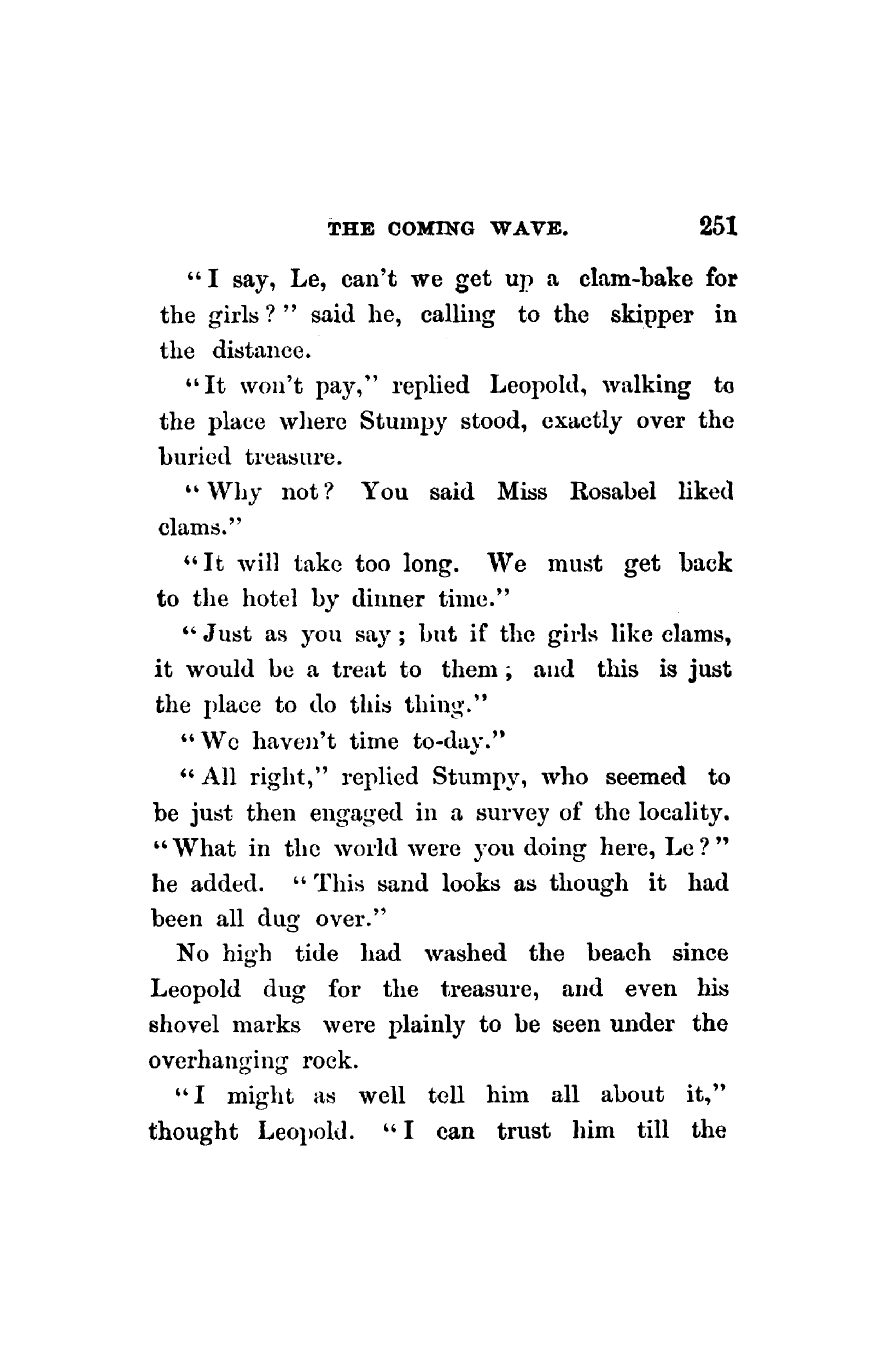 THE COMING WAVE. 251
“I say, Le, can’t we get up a clam-bake for
the girls?” said he, calling to the skipper in
the distance.
“It won’t pay,” replied Leopold, walking to
the place where Stumpy stood, exactly over the
buried treasure.
“Why not? You said Miss Rosabel liked
clams.”
“It will take too long. We must get back
to the hotel by dinner time.”
“Just as you say; but if the girls like clams,
it would be a treat to them; and this is just
the place to do this thing.”
“We haven’t time to-day.”
“All right,” replied Stumpy, who seemed to
be just then engaged in a survey of the locality.
“What in the world were you doing here, Le?”
he added. “This sand looks as though it had
been all dug over.”
No high tide had washed the beach since
Leopold dug for the treasure, and even his
shovel marks were plainly to be seen under the
overhanging rock.
“I might as well tell him all about it,”
thought Leopold. “I can trust him till the